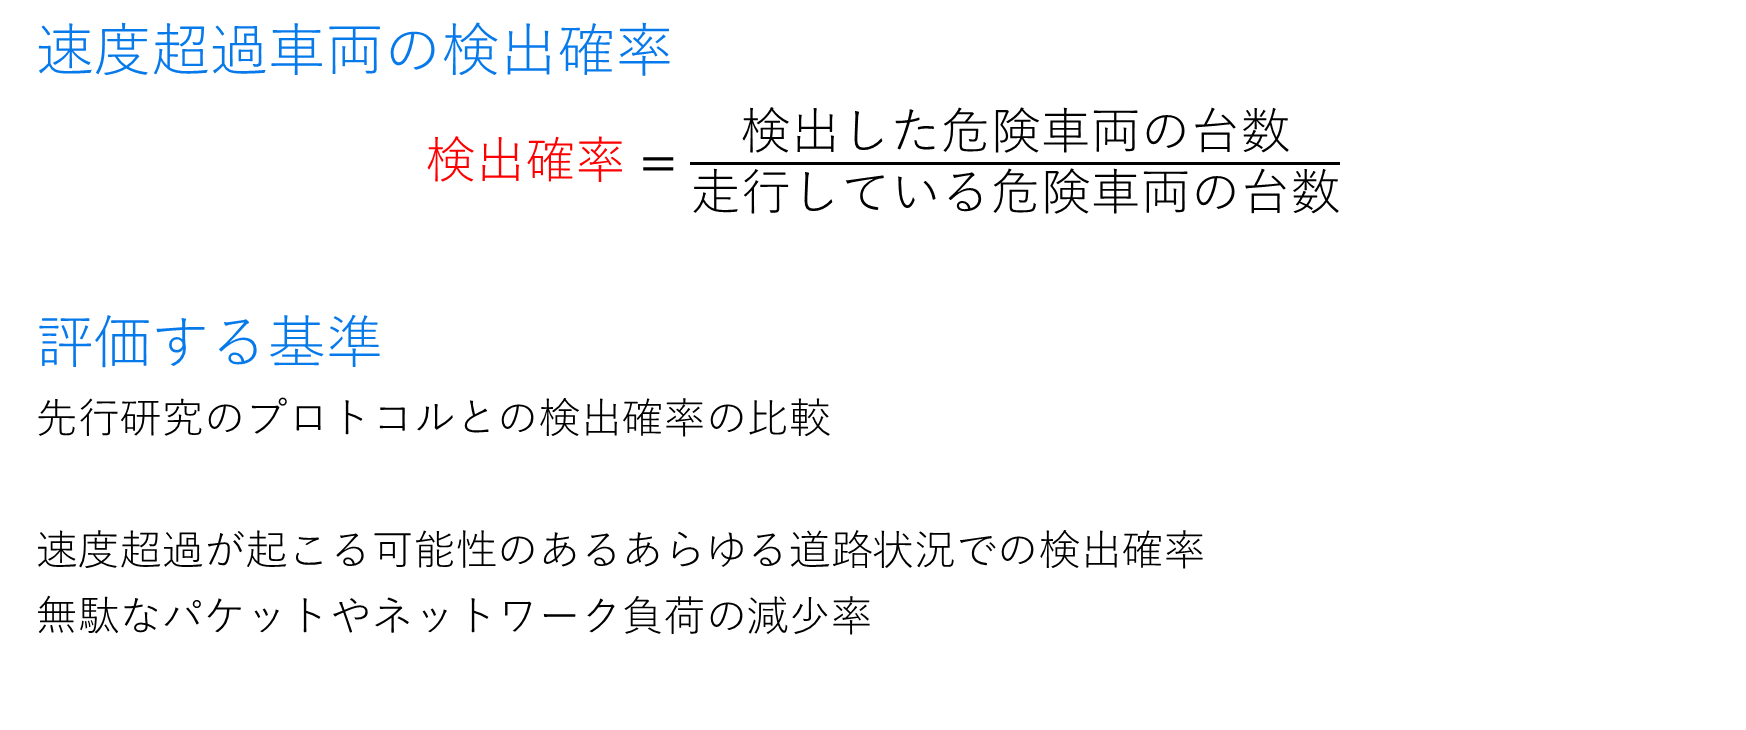 速度超過車両の検出確率
検出した危険車両の台数
検出確率 =
走行している危険車両の台数
評価する基準
先行研究のプロトコルとの検出確率の比較
速度超過が起こる可能性のあるあらゆる道路状況での検出確率
無駄なパケットやネットワーク負荷の減少率